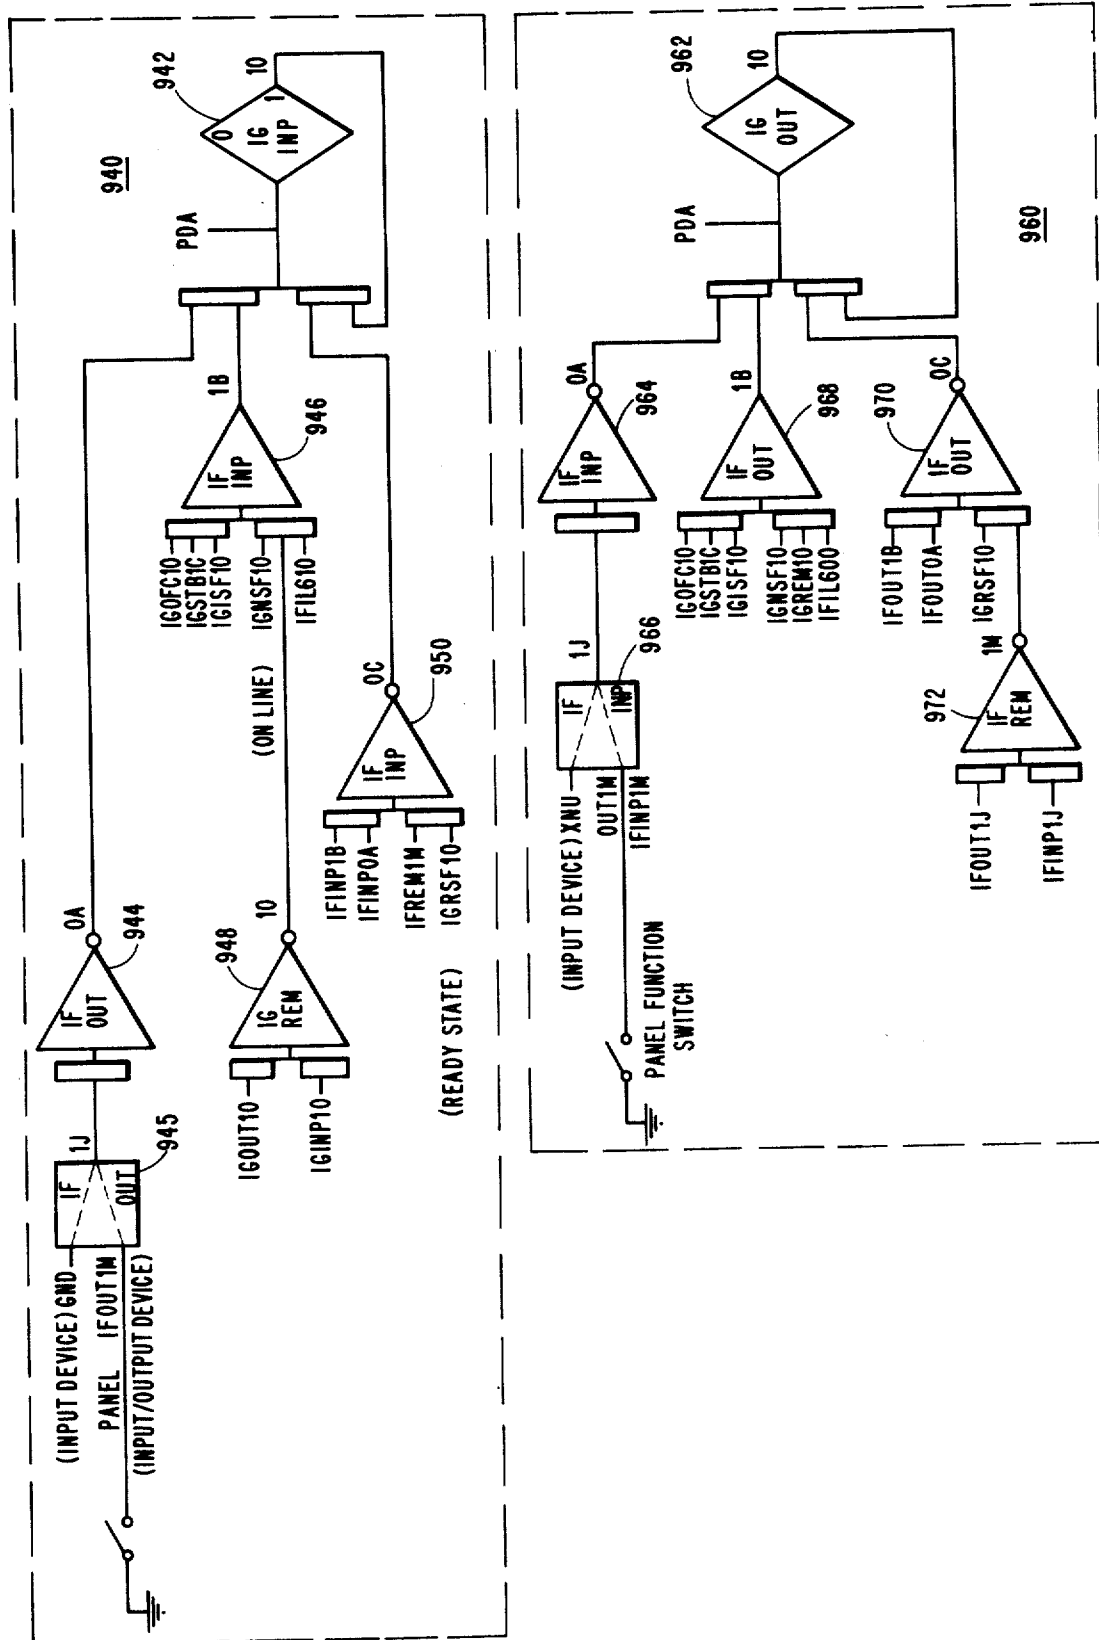 940
(INPUT DEVICE)GND
PANEL IFOUT1M
(INPUT/OUTPUT DEVICE)
IF
OUT
945
1J
IF
OUT
944
0A
IGOUT10
IGINP10
IG
REM
948
10
(ON LINE)
(READY STATE)
IGOFC10
IGSTB1C
IGISF10
IGNSF10
IFIL610
IF
INP
946
1B
IFINP1B
IFINP0A
IFREM1M
IGRSF10
IF
INP
950
0C
PDA
0
IG
INP
1
942
10
960
(INPUT DEVICE)XNU
OUT1M
IFINP1M
PANEL FUNCTION
SWITCH
IF
INP
966
1J
IF
INP
964
0A
IGOFC10
IGSTB1C
IGISF10
IGNSF10
IGREM10
IFIL600
IF
OUT
968
1B
IFOUT1J
IFINP1J
IF
REM
972
1M
IFOUT1B
IFOUT0A
IGRSF10
IF
OUT
970
0C
PDA
IG
OUT
962
10